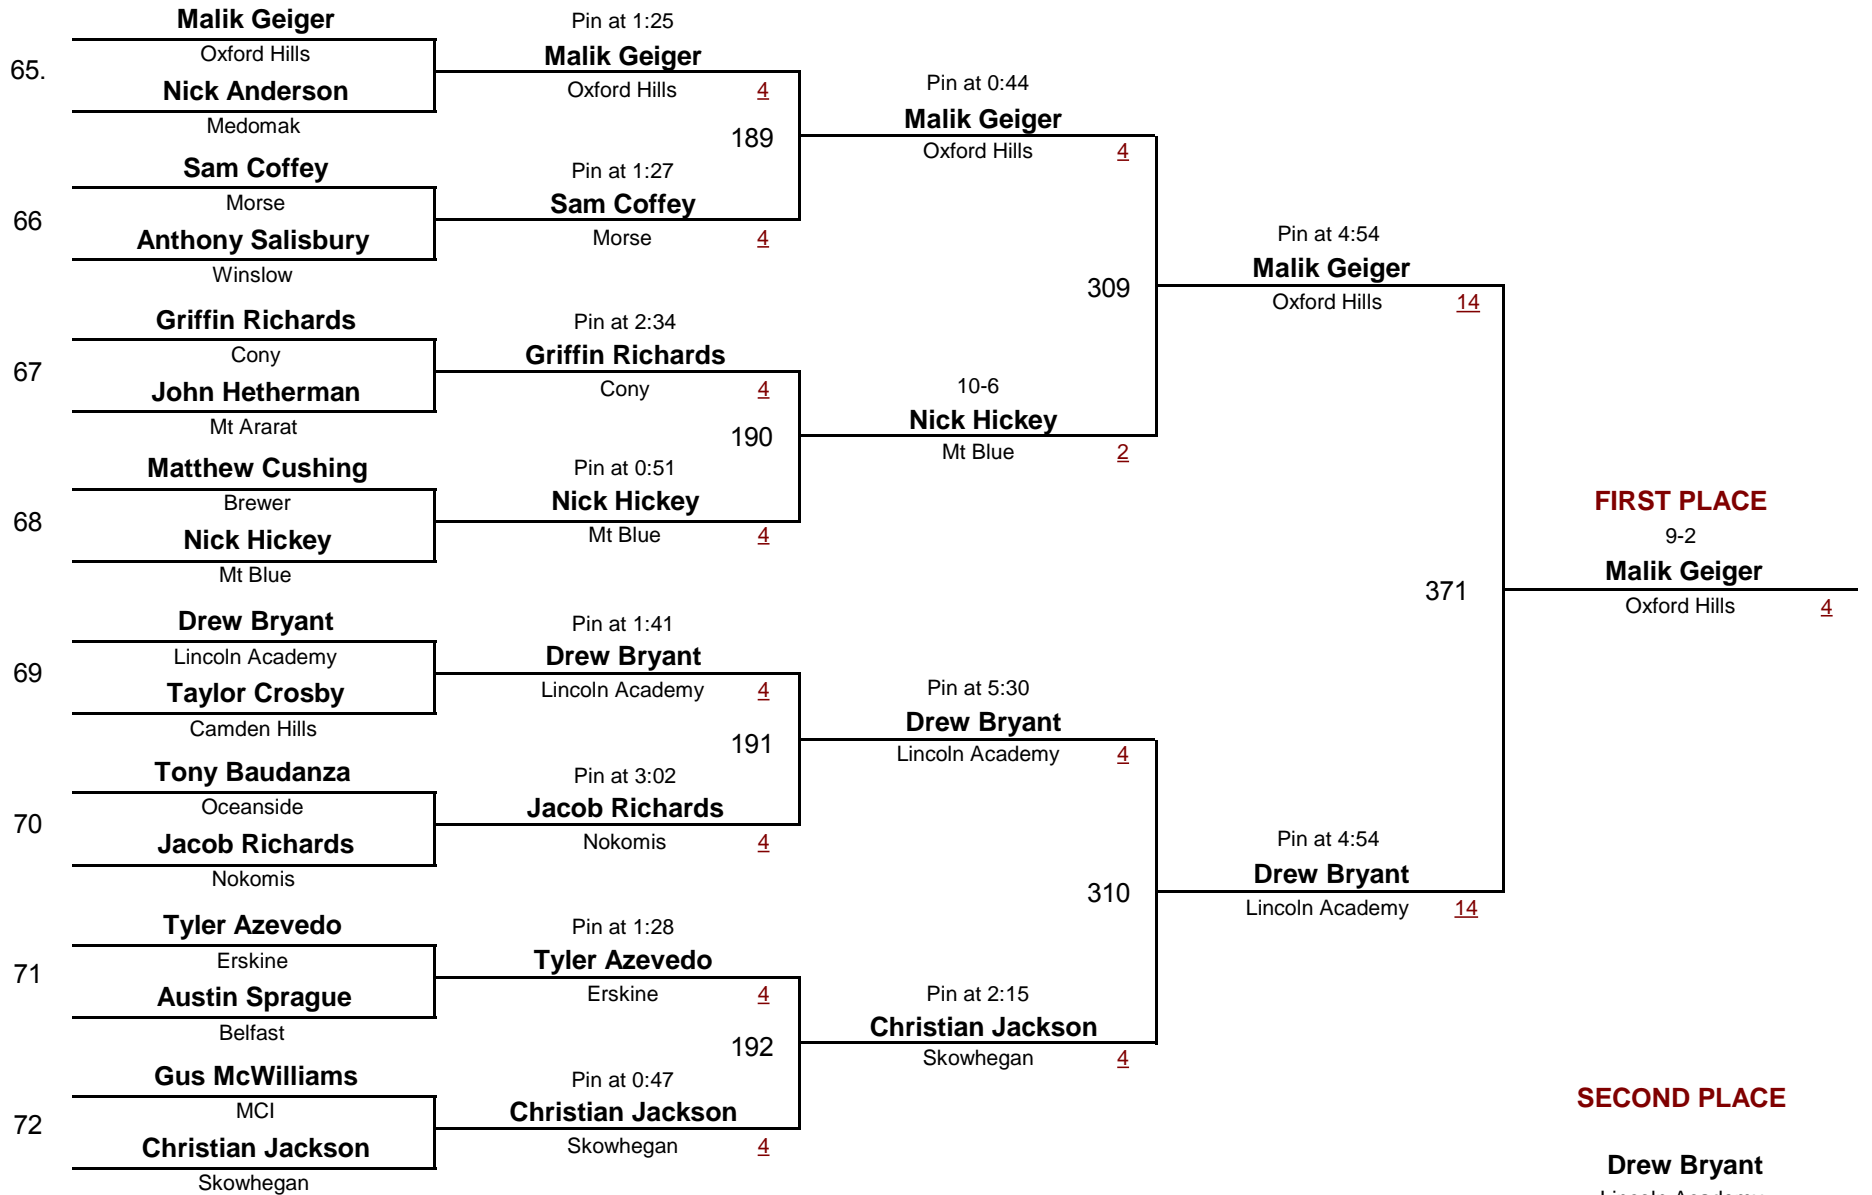 Malik Geiger
Oxford Hills
65.
Nick Anderson
Medomak
Sam Coffey
Morse
66
Anthony Salisbury
Winslow
Griffin Richards
Cony
67
John Hetherman
Mt Ararat
Matthew Cushing
Brewer
68
Nick Hickey
Mt Blue
Drew Bryant
Lincoln Academy
69
Taylor Crosby
Camden Hills
Tony Baudanza
Oceanside
70
Jacob Richards
Nokomis
Tyler Azevedo
Erskine
71
Austin Sprague
Belfast
Gus McWilliams
MCI
72
Christian Jackson
Skowhegan
Pin at 1:25
Malik Geiger
Oxford Hills 4
189
Pin at 1:27
Sam Coffey
Morse 4
Pin at 2:34
Griffin Richards
Cony 4
190
Pin at 0:51
Nick Hickey
Mt Blue 4
Pin at 1:41
Drew Bryant
Lincoln Academy 4
191
Pin at 3:02
Jacob Richards
Nokomis 4
Pin at 1:28
Tyler Azevedo
Erskine 4
192
Pin at 0:47
Christian Jackson
Skowhegan 4
Pin at 0:44
Malik Geiger
Oxford Hills 4
309
10-6
Nick Hickey
Mt Blue 2
Pin at 5:30
Drew Bryant
Lincoln Academy 4
310
Pin at 2:15
Christian Jackson
Skowhegan 4
Pin at 4:54
Malik Geiger
Oxford Hills 14
371
Pin at 4:54
Drew Bryant
Lincoln Academy 14
FIRST PLACE
9-2
Malik Geiger
Oxford Hills 4
SECOND PLACE
Drew Bryant
Lincoln Academy